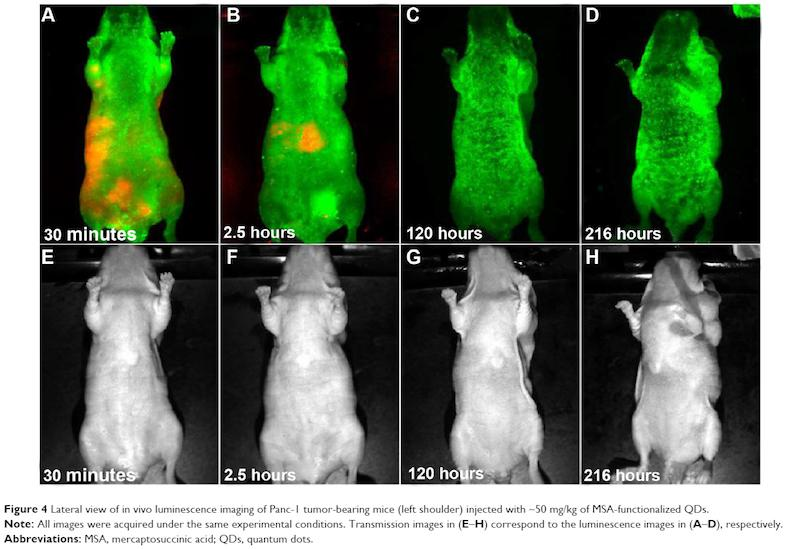 A
B
C
D
30 minutes
2.5 hours
120 hours
216 hours
E
F
G
H
30 minutes
2.5 hours
120 hours
216 hours
Figure 4 Lateral view of in vivo luminescence imaging of Panc-1 tumor-bearing mice (left shoulder) injected with ~50 mg/kg of MSA-functionalized QDs.
Note: All images were acquired under the same experimental conditions. Transmission images in (E–H) correspond to the luminescence images in (A–D), respectively.
Abbreviations: MSA, mercaptosuccinic acid; QDs, quantum dots.